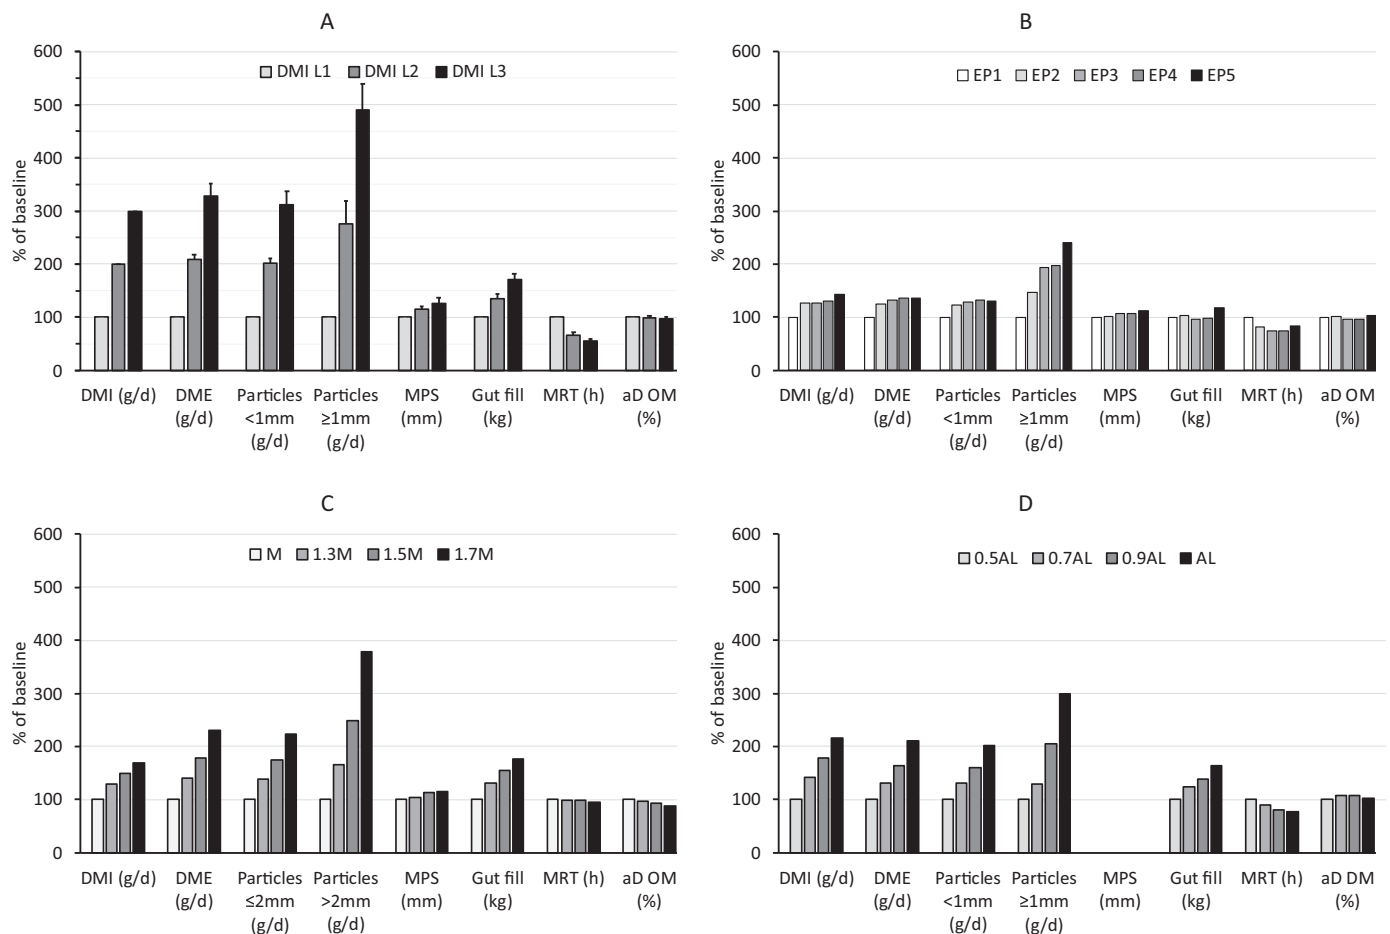 A
% of baseline
600
500
400
300
200
100
0
DMI L1 DMI L2 DMI L3
DMI (g/d) DME Particles Particles MPS Gut fill MRT (h) aD OM
(g/d) <1mm ≥1mm (mm) (kg) (%)
(g/d) (g/d)
B
% of baseline
600
500
400
300
200
100
0
EP1 EP2 EP3 EP4 EP5
DMI (g/d) DME Particles Particles MPS Gut fill MRT (h) aD OM
(g/d) <1mm ≥1mm (mm) (kg) (%)
(g/d) (g/d)
C
% of baseline
600
500
400
300
200
100
0
M 1.3M 1.5M 1.7M
DMI (g/d) DME Particles Particles MPS Gut fill MRT (h) aD OM
(g/d) ≤2mm >2mm (mm) (kg) (%)
(g/d) (g/d)
D
% of baseline
600
500
400
300
200
100
0
0.5AL 0.7AL 0.9AL AL
DMI (g/d) DME Particles Particles MPS Gut fill MRT (h) aD DM
(g/d) <1mm ≥1mm (mm) (kg) (%)
(g/d) (g/d)